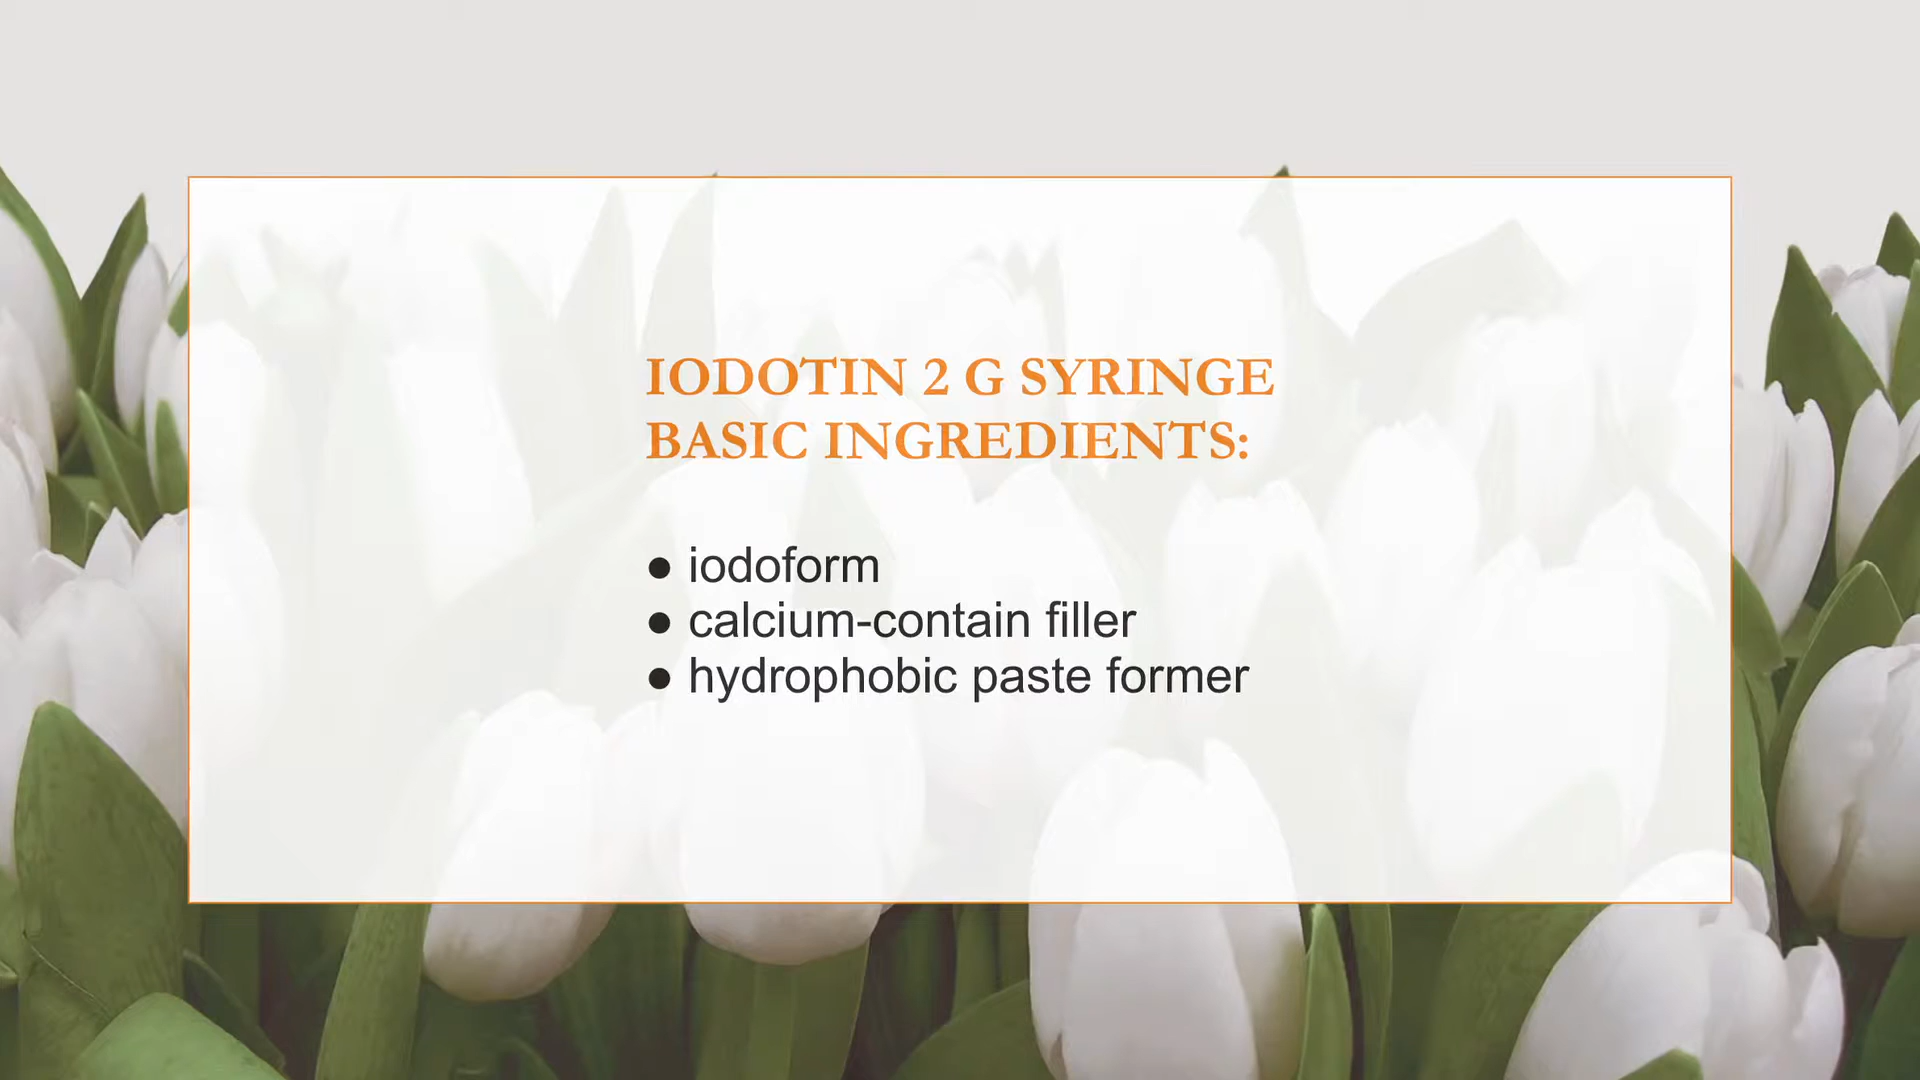 IODOTIN 2 G SYRINGE
BASIC INGREDIENTS:
● iodoform
● calcium-contain filler
● hydrophobic paste former